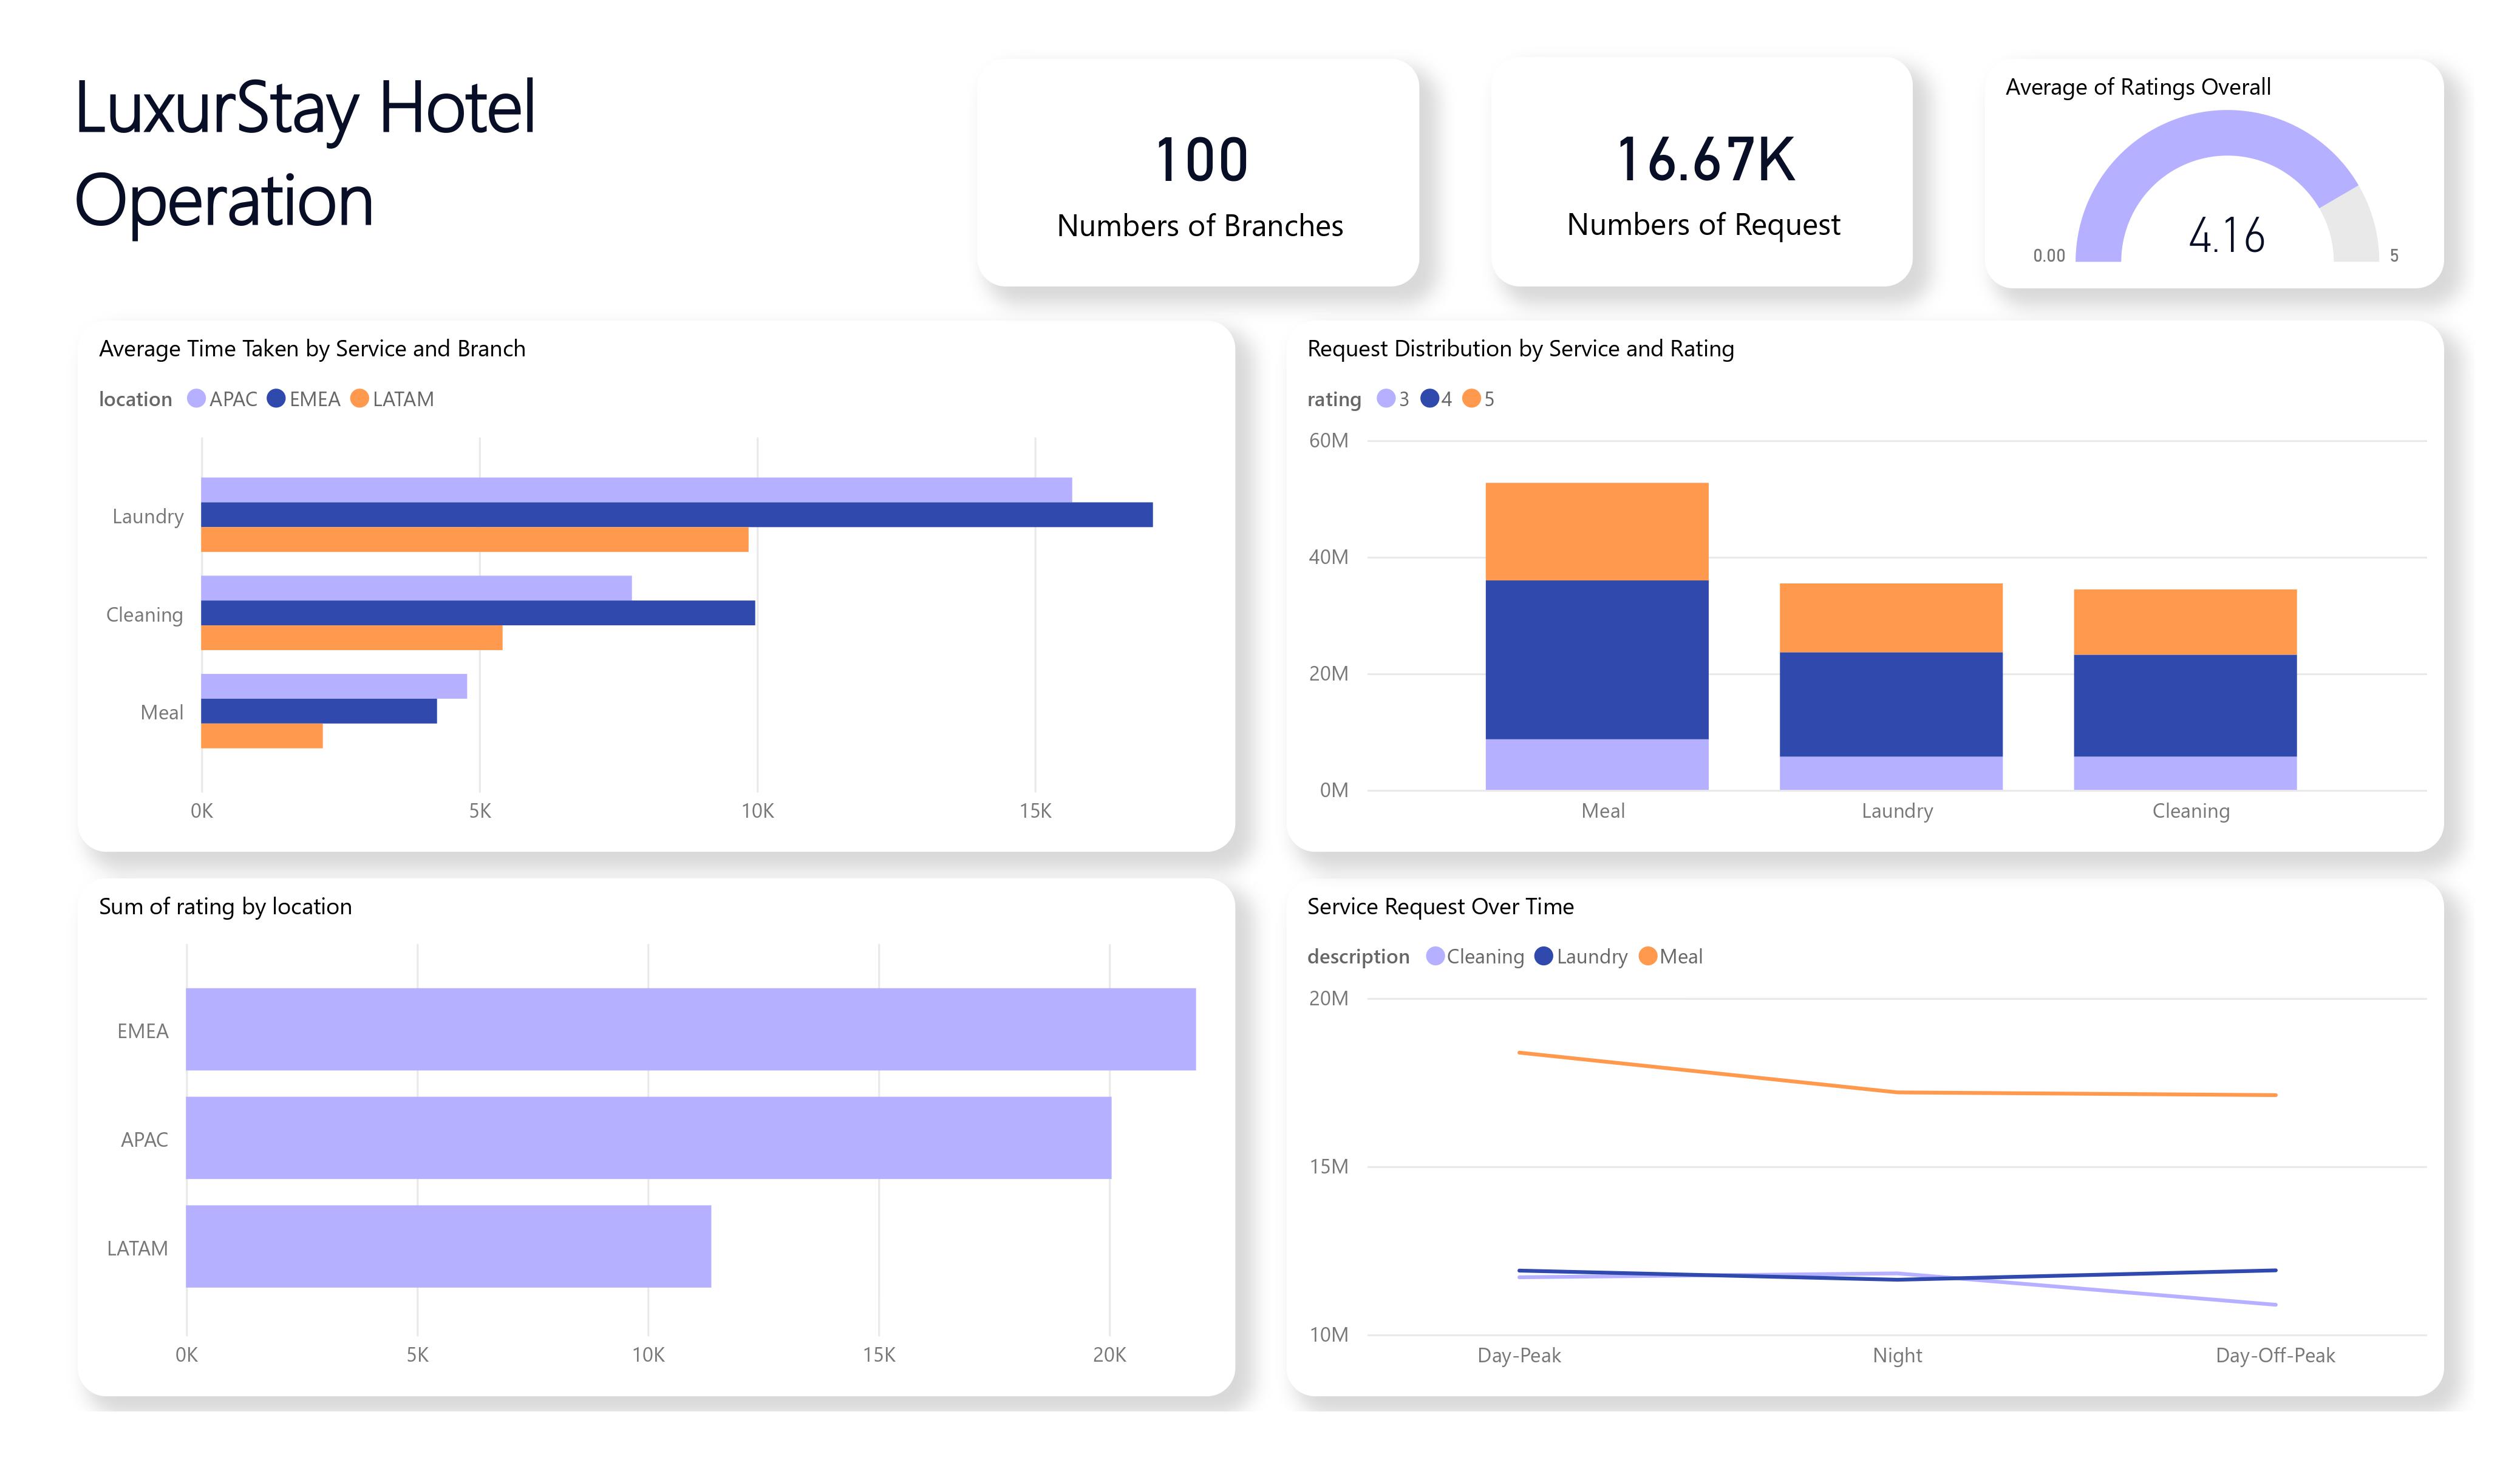 LuxurStay Hotel
Operation
100
Numbers of Branches
16.67K
Numbers of Request
Average of Ratings Overall
4.16
0.00
5
Average Time Taken by Service and Branch
location APAC EMEA LATAM
Laundry
Cleaning
Meal
0K 5K 10K 15K
Request Distribution by Service and Rating
rating 3 4 5
60M
40M
20M
0M
Meal Laundry Cleaning
Sum of rating by location
EMEA
APAC
LATAM
0K 5K 10K 15K 20K
Service Request Over Time
description Cleaning Laundry Meal
20M
15M
10M
Day-Peak Night Day-Off-Peak